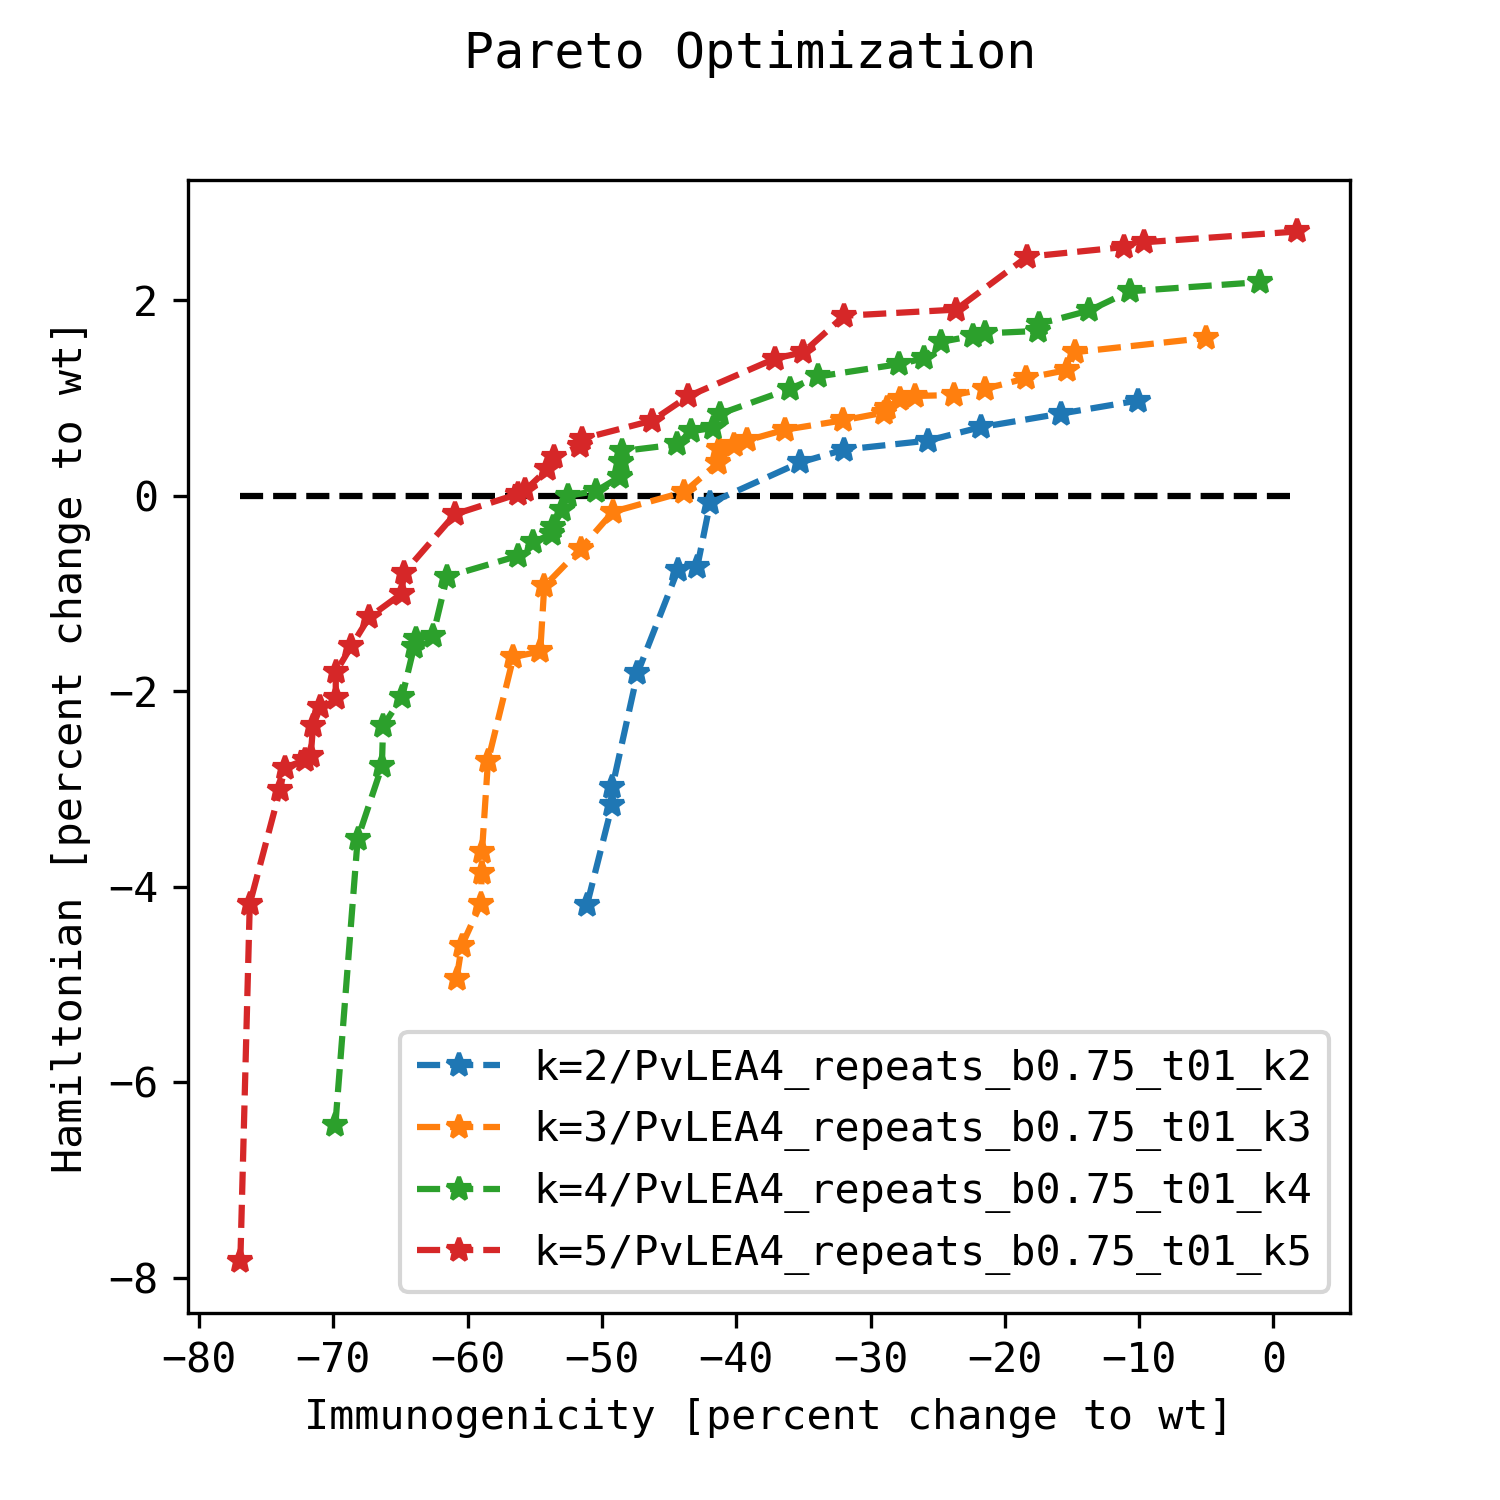 Pareto Optimization
Hamiltonian [percent change to wt]
2
0
−2
−4
−6
−8
k=2/PvLEA4_repeats_b0.75_t01_k2
k=3/PvLEA4_repeats_b0.75_t01_k3
k=4/PvLEA4_repeats_b0.75_t01_k4
k=5/PvLEA4_repeats_b0.75_t01_k5
−80 −70 −60 −50 −40 −30 −20 −10 0
Immunogenicity [percent change to wt]